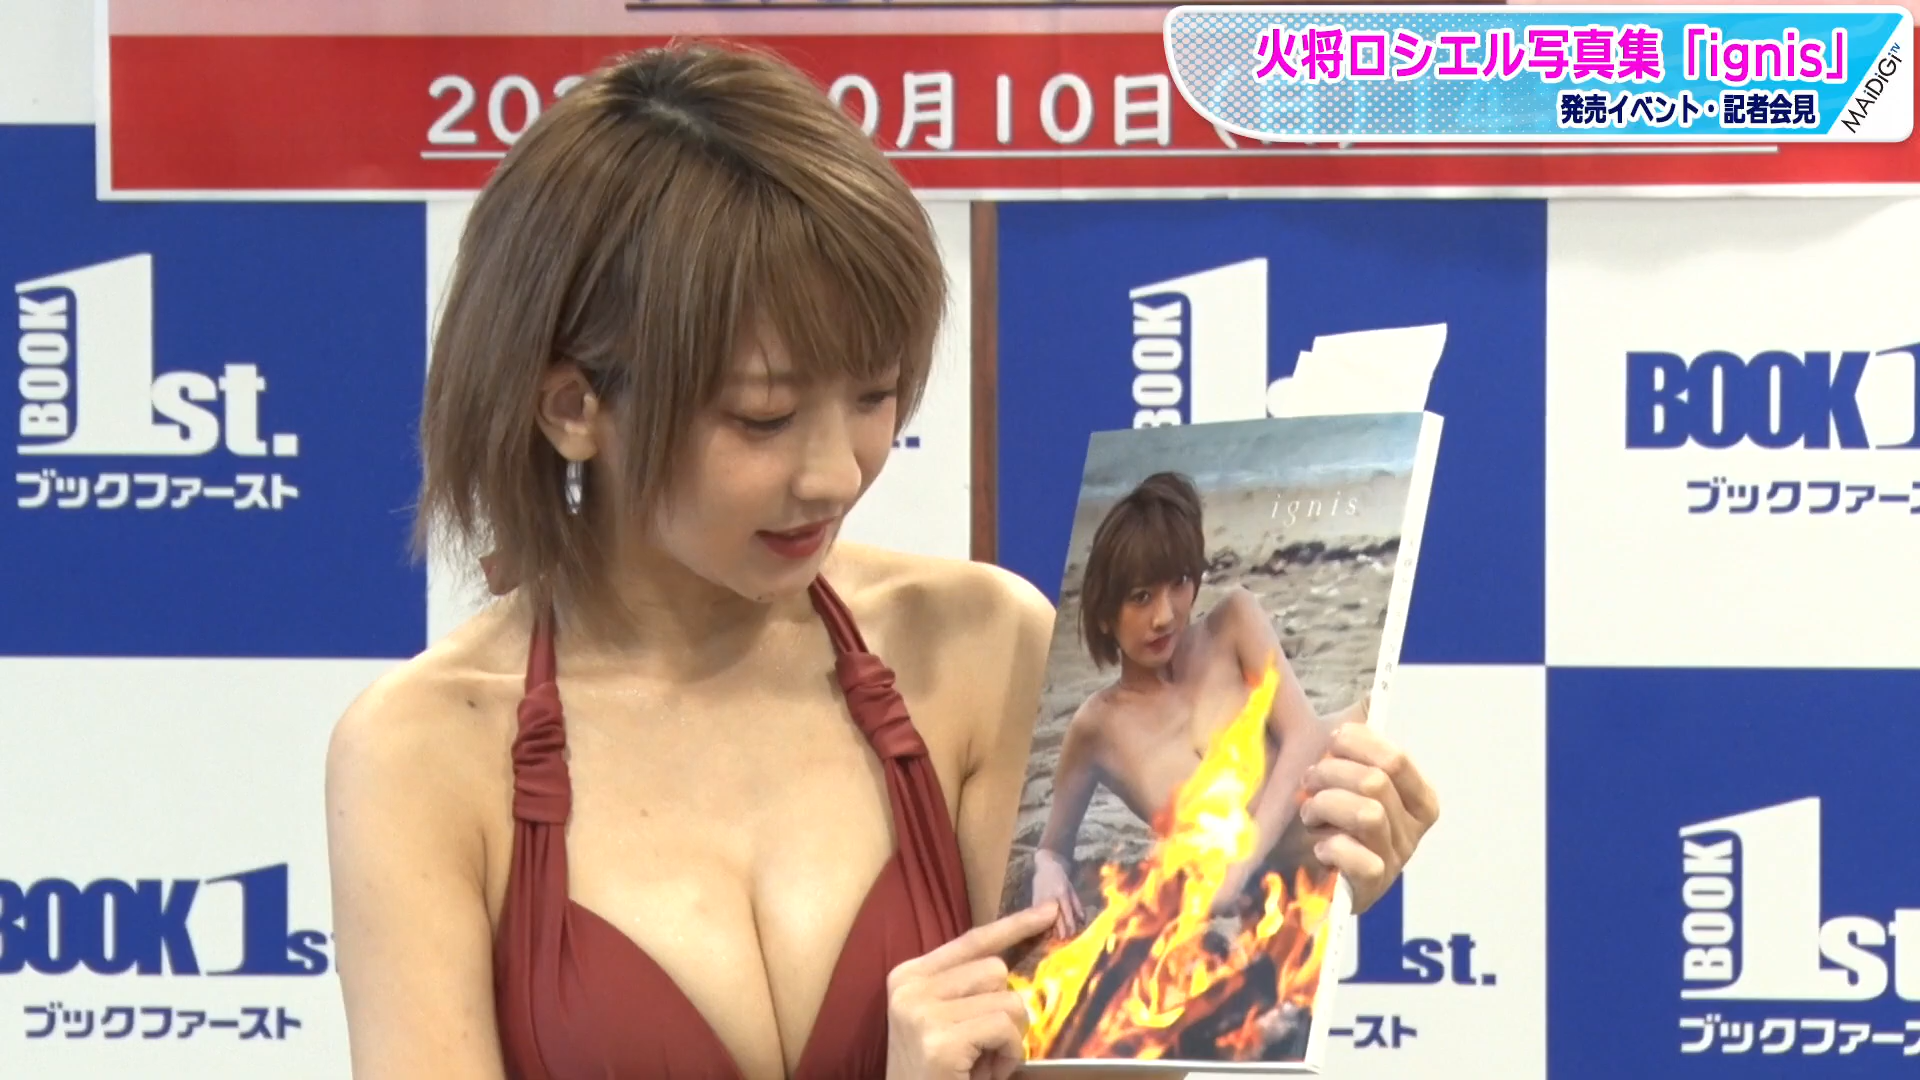 火将ロシエル写真集「ignis」
発売イベント・記者会見
MAiDiGiTV
0月10日
BOOK 1st.
ブックファースト
BOOK 1st.
BOOK 1
ブックファー
ignis
BOOK 1st
ブックファースト
1st.
ースト
BOOK 1st
ブックファース